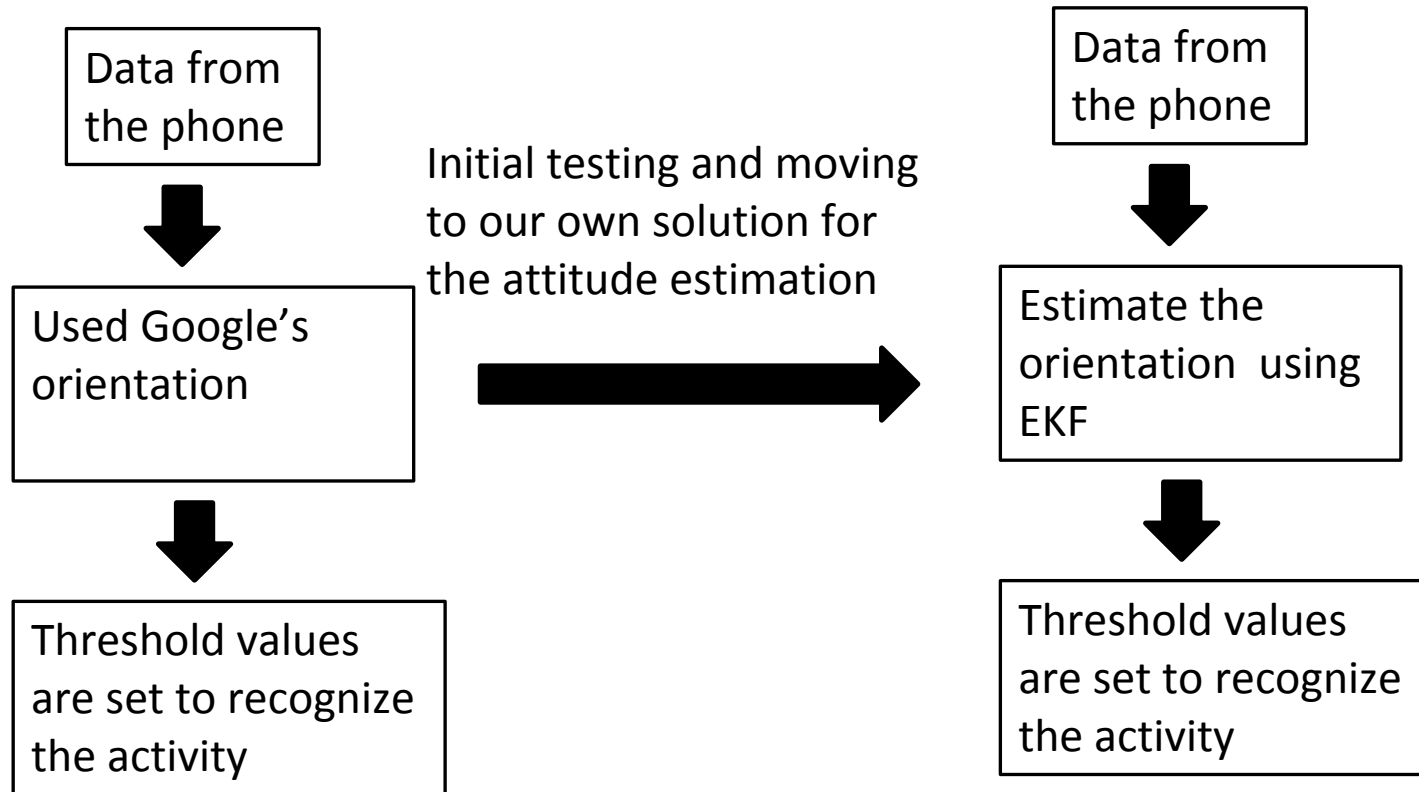 Data from
the phone
Used Google’s
orientation
Threshold values
are set to recognize
the activity
Initial testing and moving
to our own solution for
the attitude estimation
Data from
the phone
Estimate the
orientation  using
EKF
Threshold values
are set to recognize
the activity